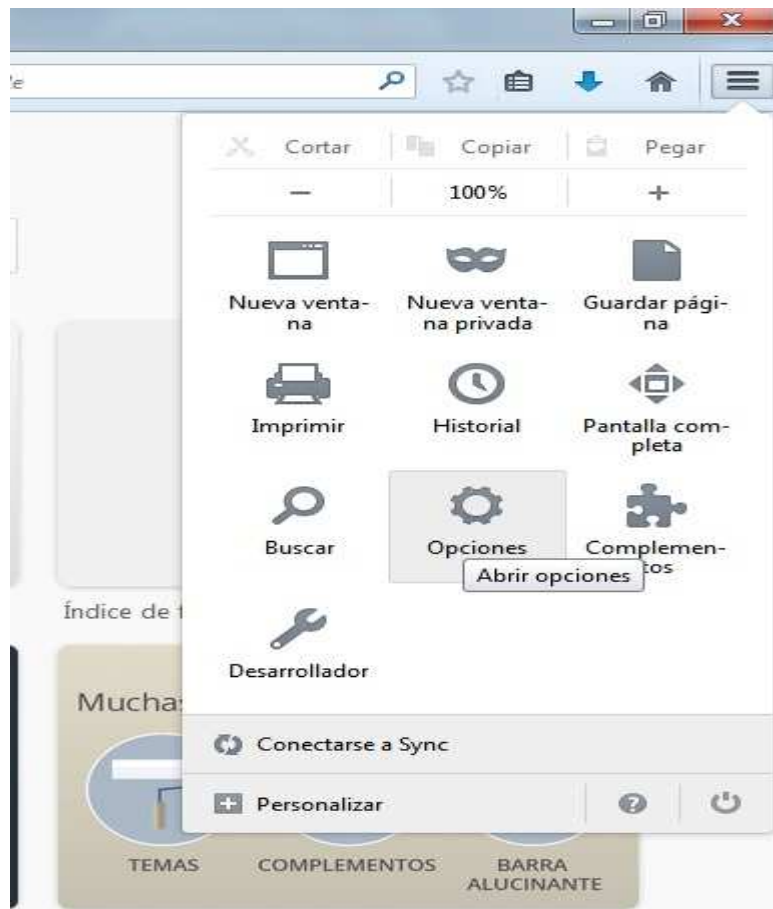 Cortar Copiar Pegar
− 100% +
Nueva venta-
na
Nueva venta-
na privada
Guardar pági-
na
Imprimir
Historial
Pantalla com-
pleta
Buscar
Opciones
Complemen-
tos
Abrir opciones
Desarrollador
Índice de
Mucha
Conectarse a Sync
Personalizar
TEMAS
COMPLEMENTOS
BARRA
ALUCINANTE